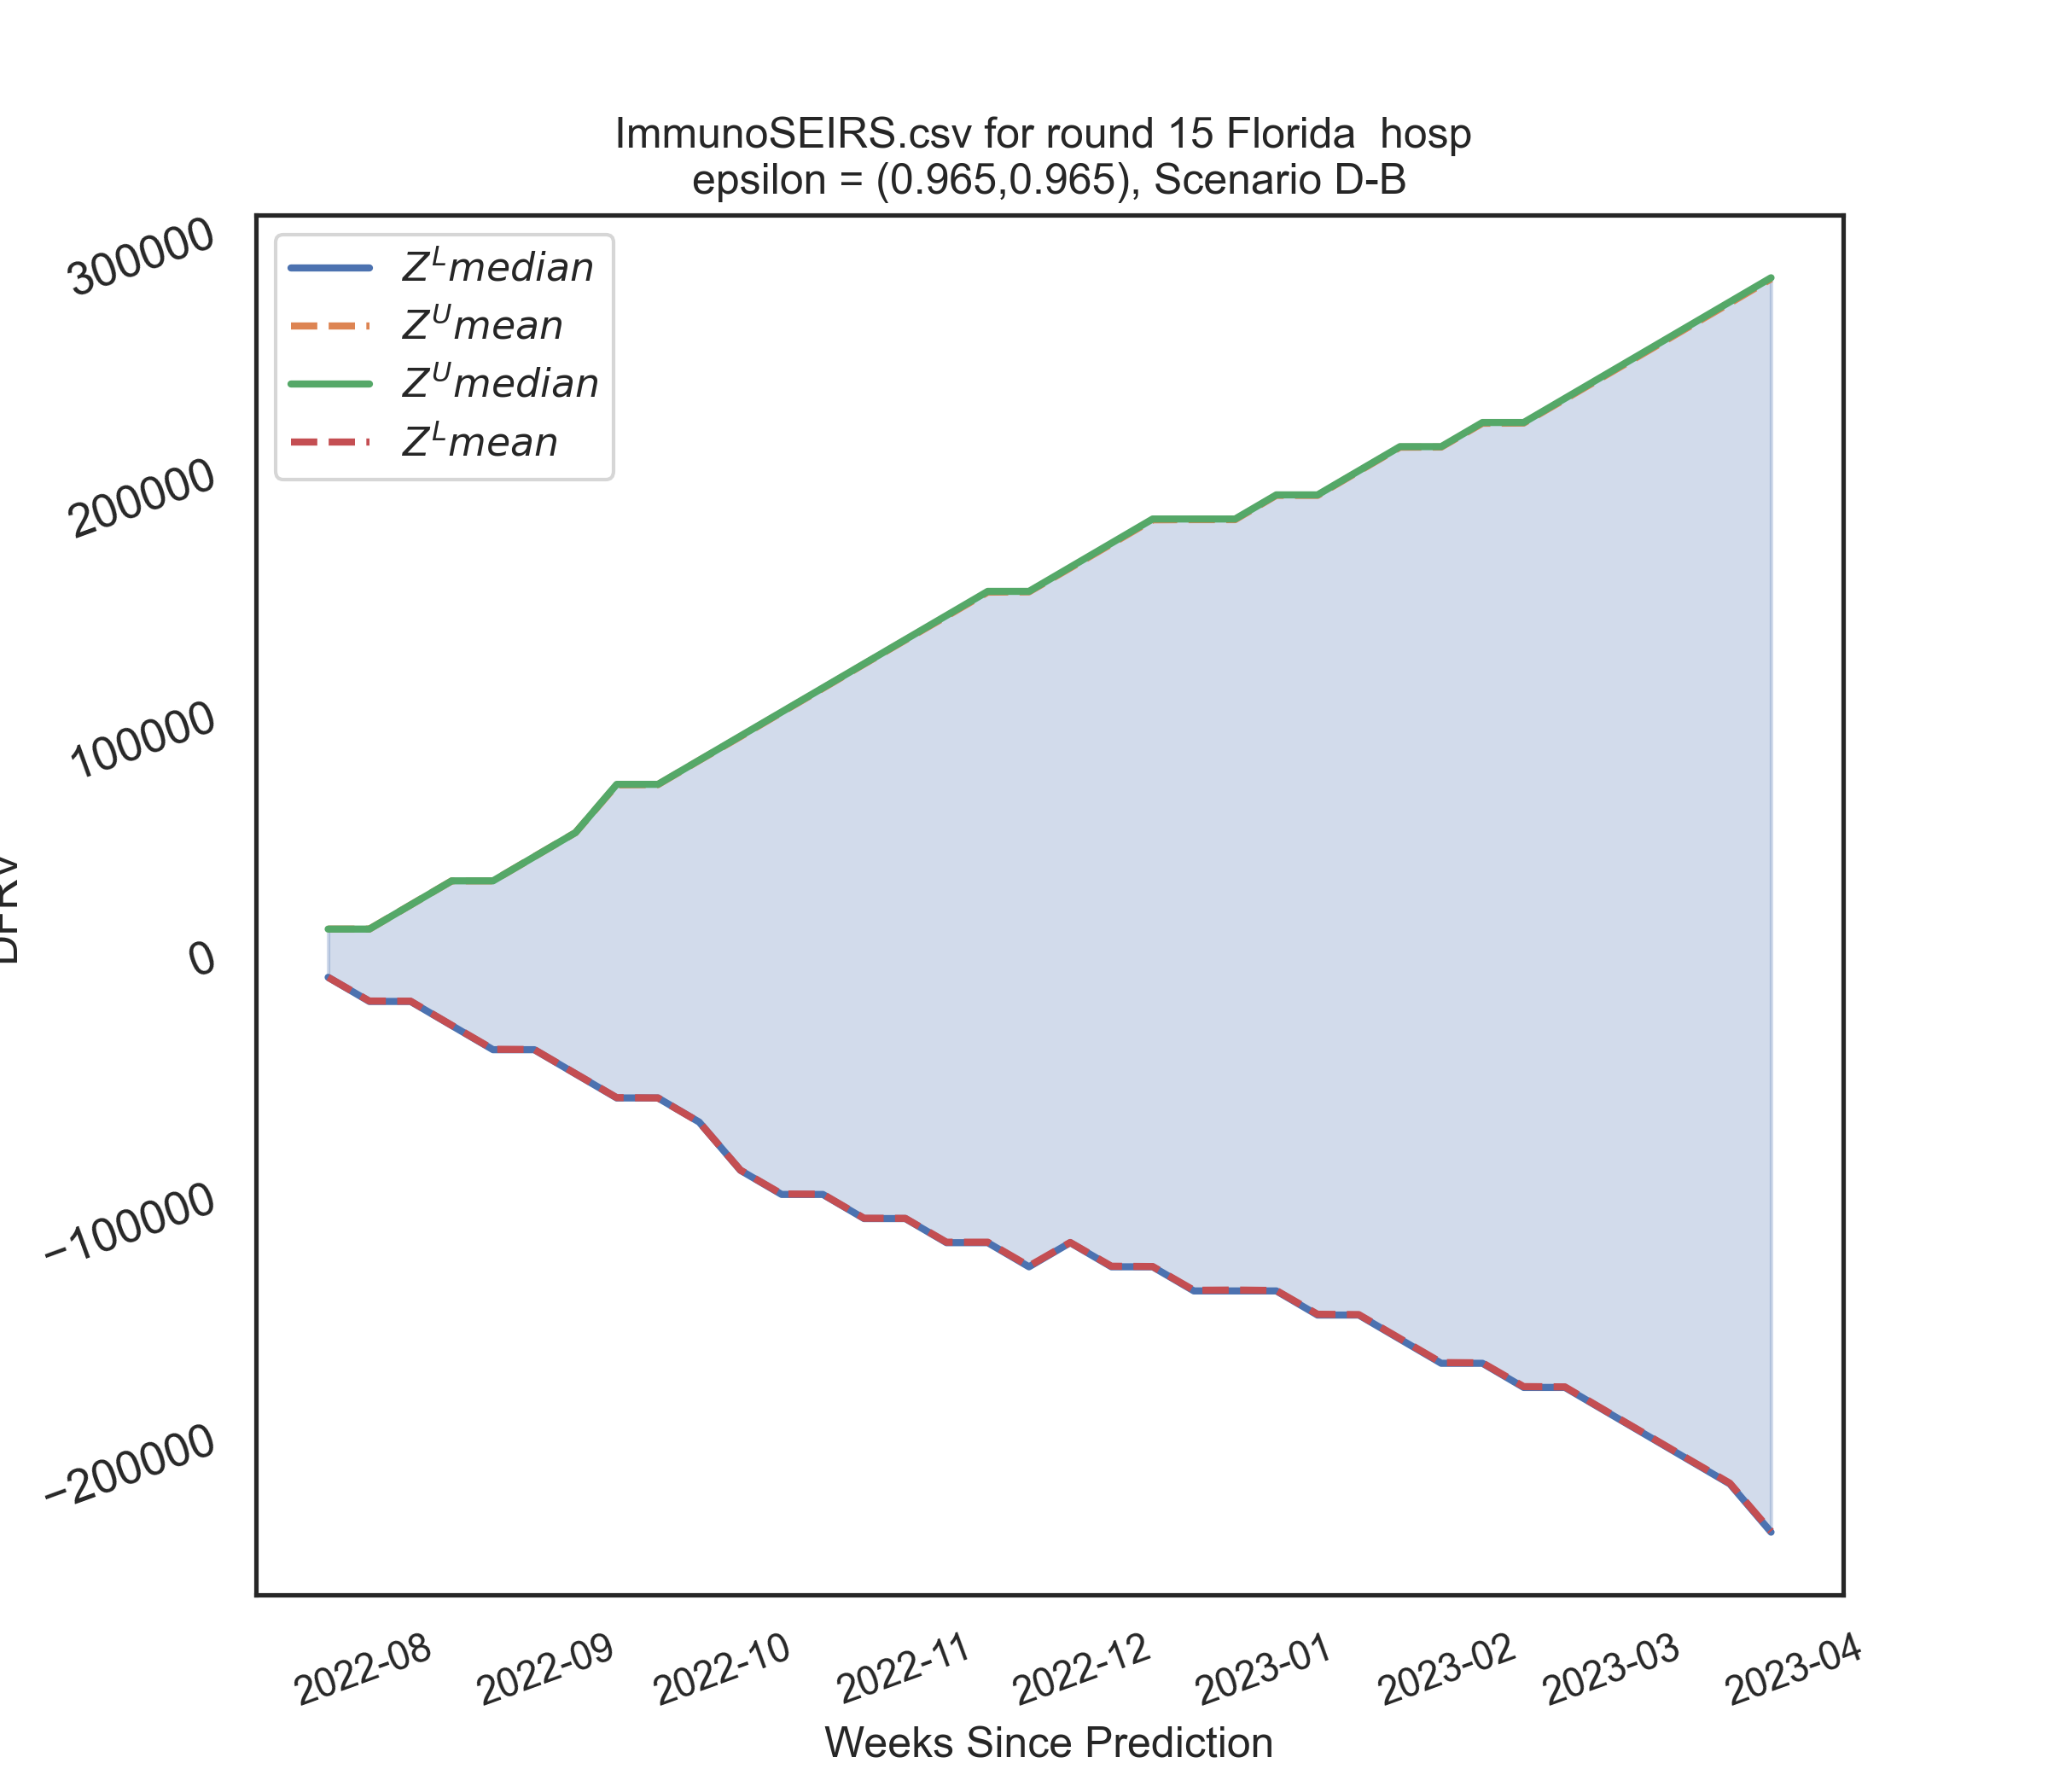 ImmunoSEIRS.csv for round 15 Florida  hosp
epsilon = (0.965,0.965), Scenario D-B
300000
200000
100000
0
−100000
−200000
Z^L median
Z^U mean
Z^U median
Z^L mean
2022-08
2022-09
2022-10
2022-11
2022-12
2023-01
2023-02
2023-03
2023-04
Weeks Since Prediction